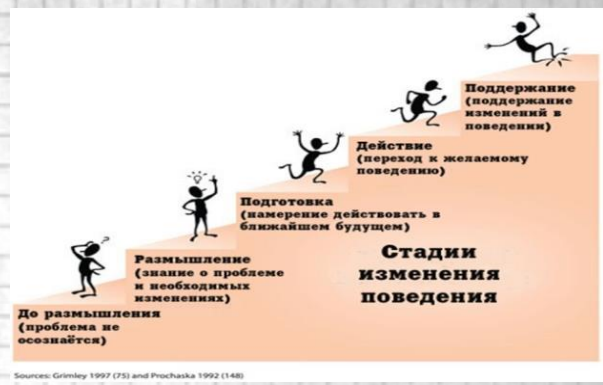 Поддержание
(поддержание
изменений в
поведении)
Действие
(переход к желаемому
поведению)
Подготовка
(намерение действовать в
ближайшем будущем)
Размышление
(знание о проблеме
и необходимых
изменениях)
До размышления
(проблема не
осознаётся)
Стадии
изменения
поведения
Sources: Grimley 1997 (75) and Prochaska 1992 (148)